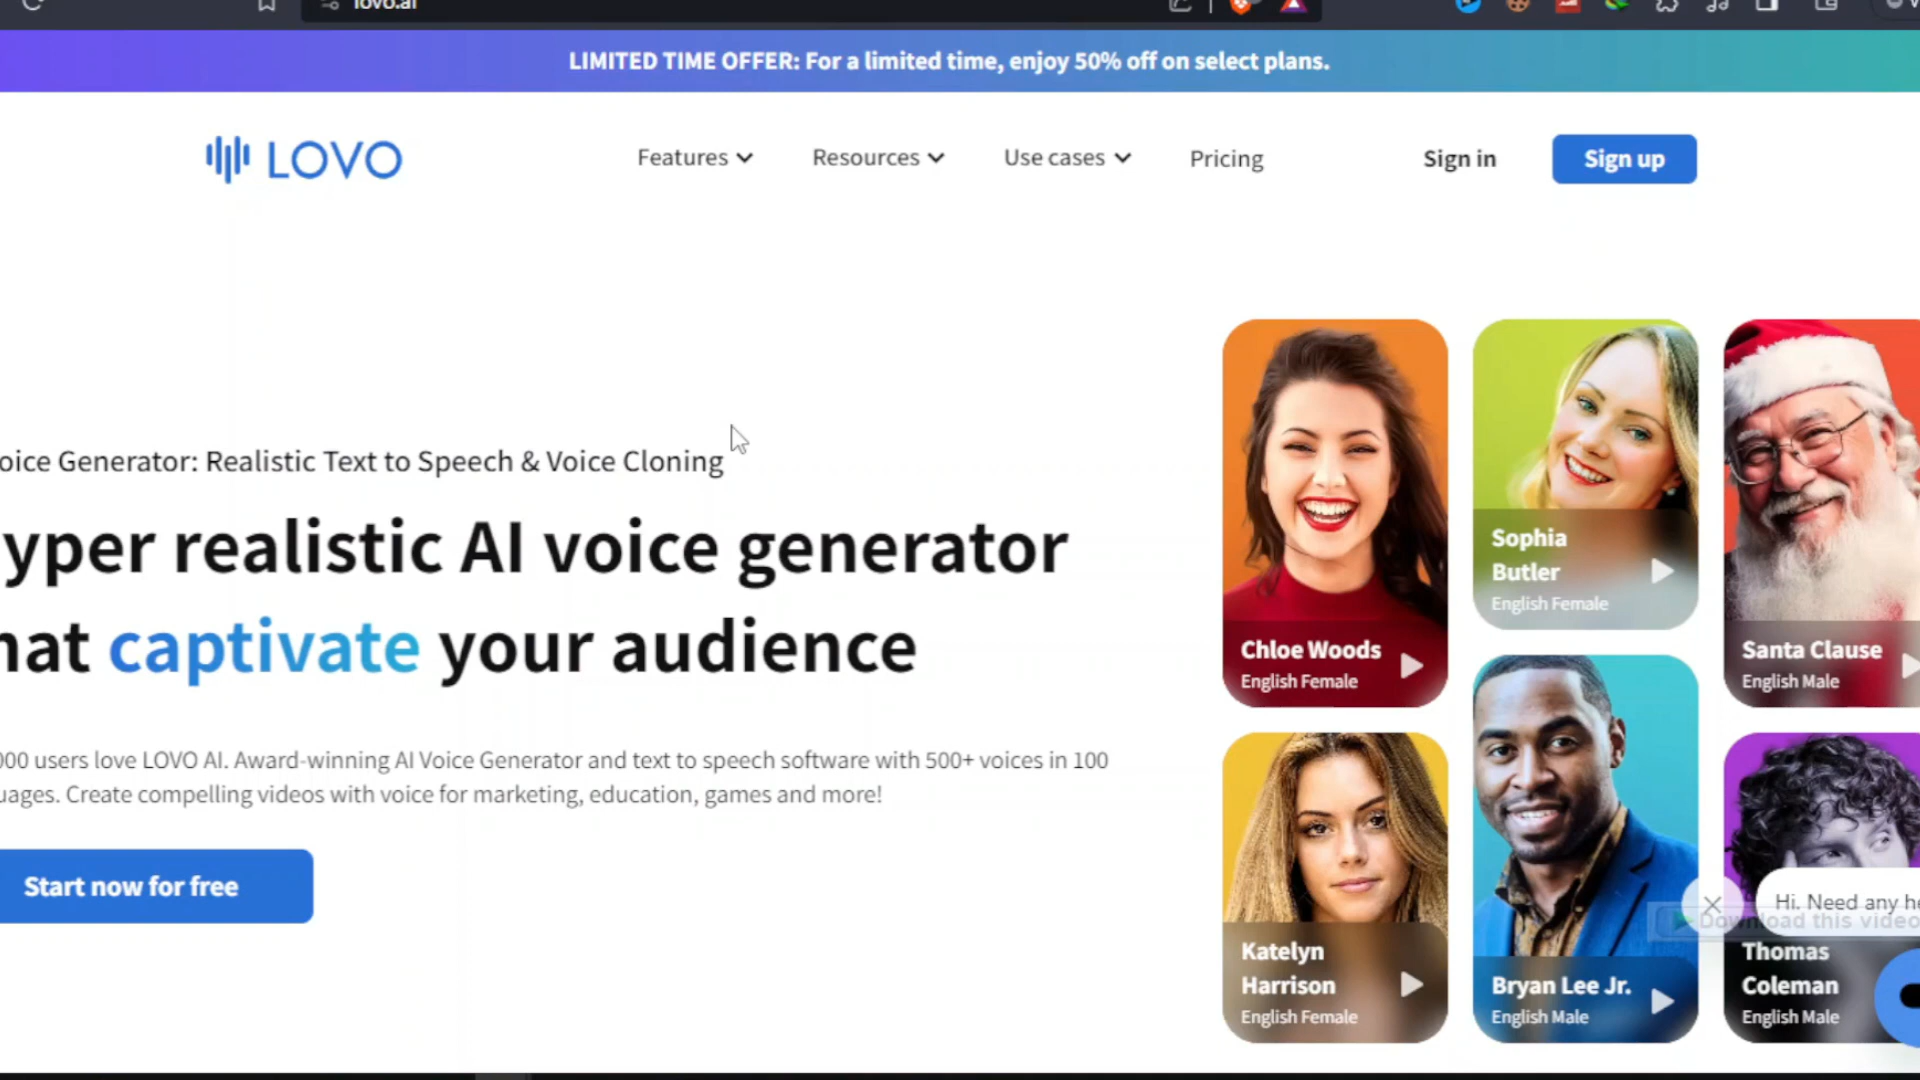 lovo.ai
LIMITED TIME OFFER: For a limited time, enjoy 50% off on select plans.
LOVO
Features
Resources
Use cases
Pricing
Sign in
Sign up
oice Generator: Realistic Text to Speech & Voice Cloning
yper realistic AI voice generator
hat captivate your audience
000 users love LOVO AI. Award-winning AI Voice Generator and text to speech software with 500+ voices in 100
uages. Create compelling videos with voice for marketing, education, games and more!
Start now for free
Chloe Woods
English Female
Sophia
Butler
English Female
Santa Clause
English Male
Katelyn
Harrison
English Female
Bryan Lee Jr.
English Male
Hi. Need any he
Download this video
Thomas
Coleman
English Male